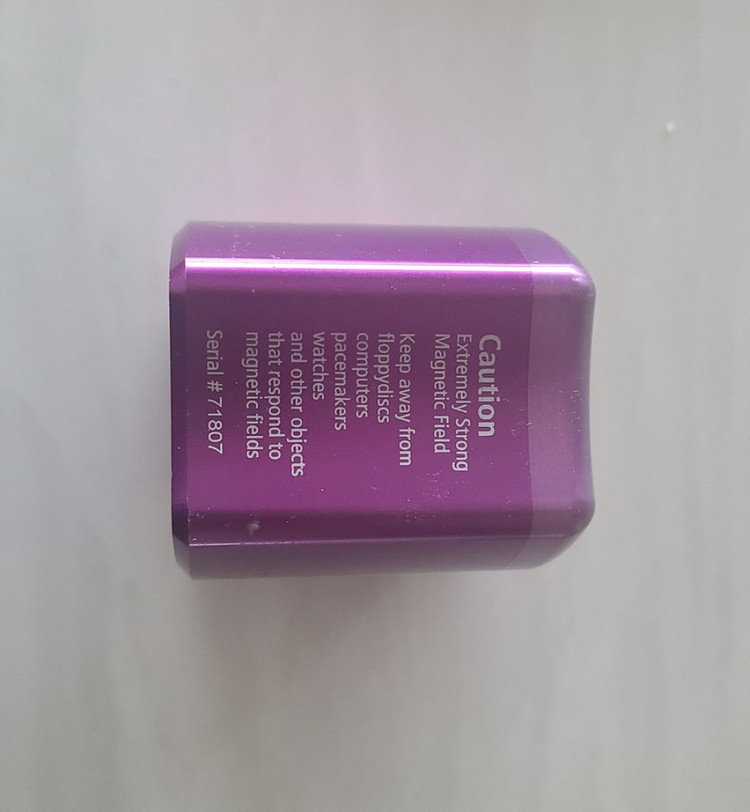 Caution
Extremely Strong
Magnetic Field
Keep away from
floppydiscs
computers
pacemakers
watches
and other objects
that respond to
magnetic fields
Serial # 71807